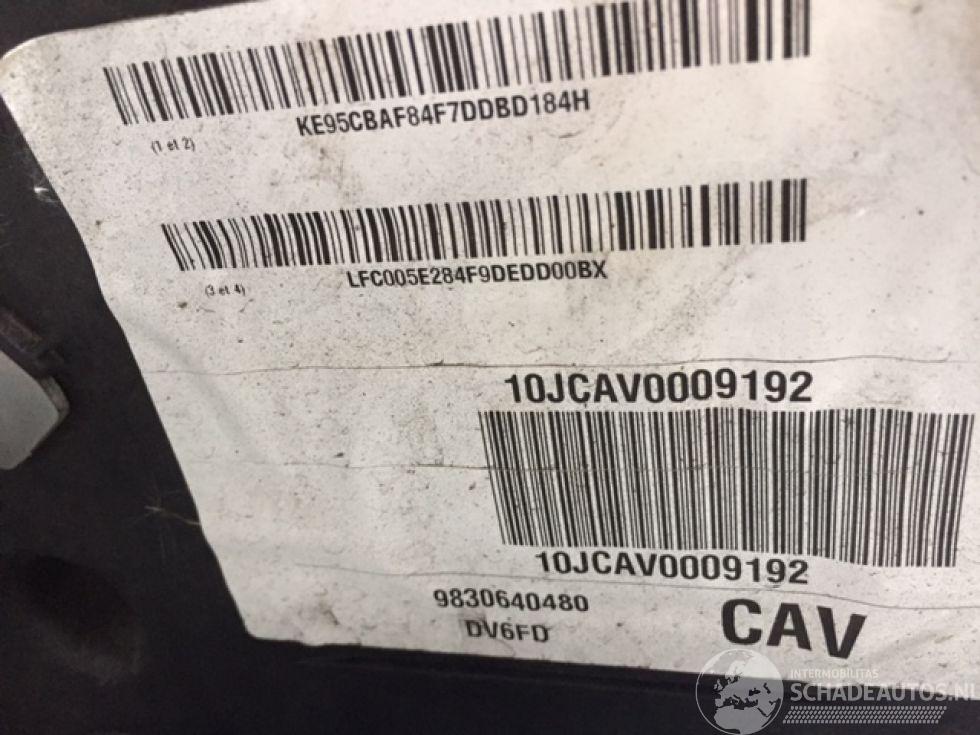 KE95CBAF84F7DDBD184H
(1 et 2)
LFC005E284F9DEDD00BX
(3 et 4)
10JCAV0009192
10JCAV0009192
9830640480
DV6FD
CAV
INTERMOBILITAS
SCHADEAUTOS.NL